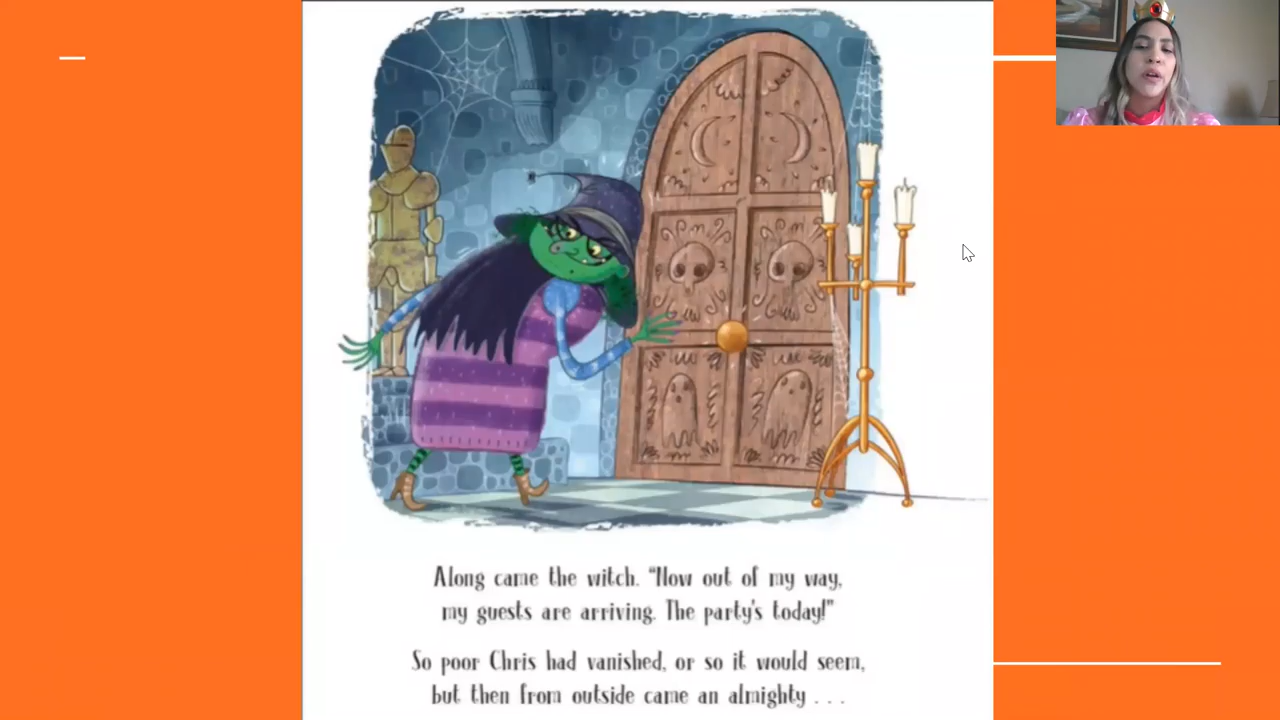 Along came the witch. "Now out of my way,
my guests are arriving. The party's today!"
So poor Chris had vanished, or so it would seem,
but then from outside came an almighty . . .